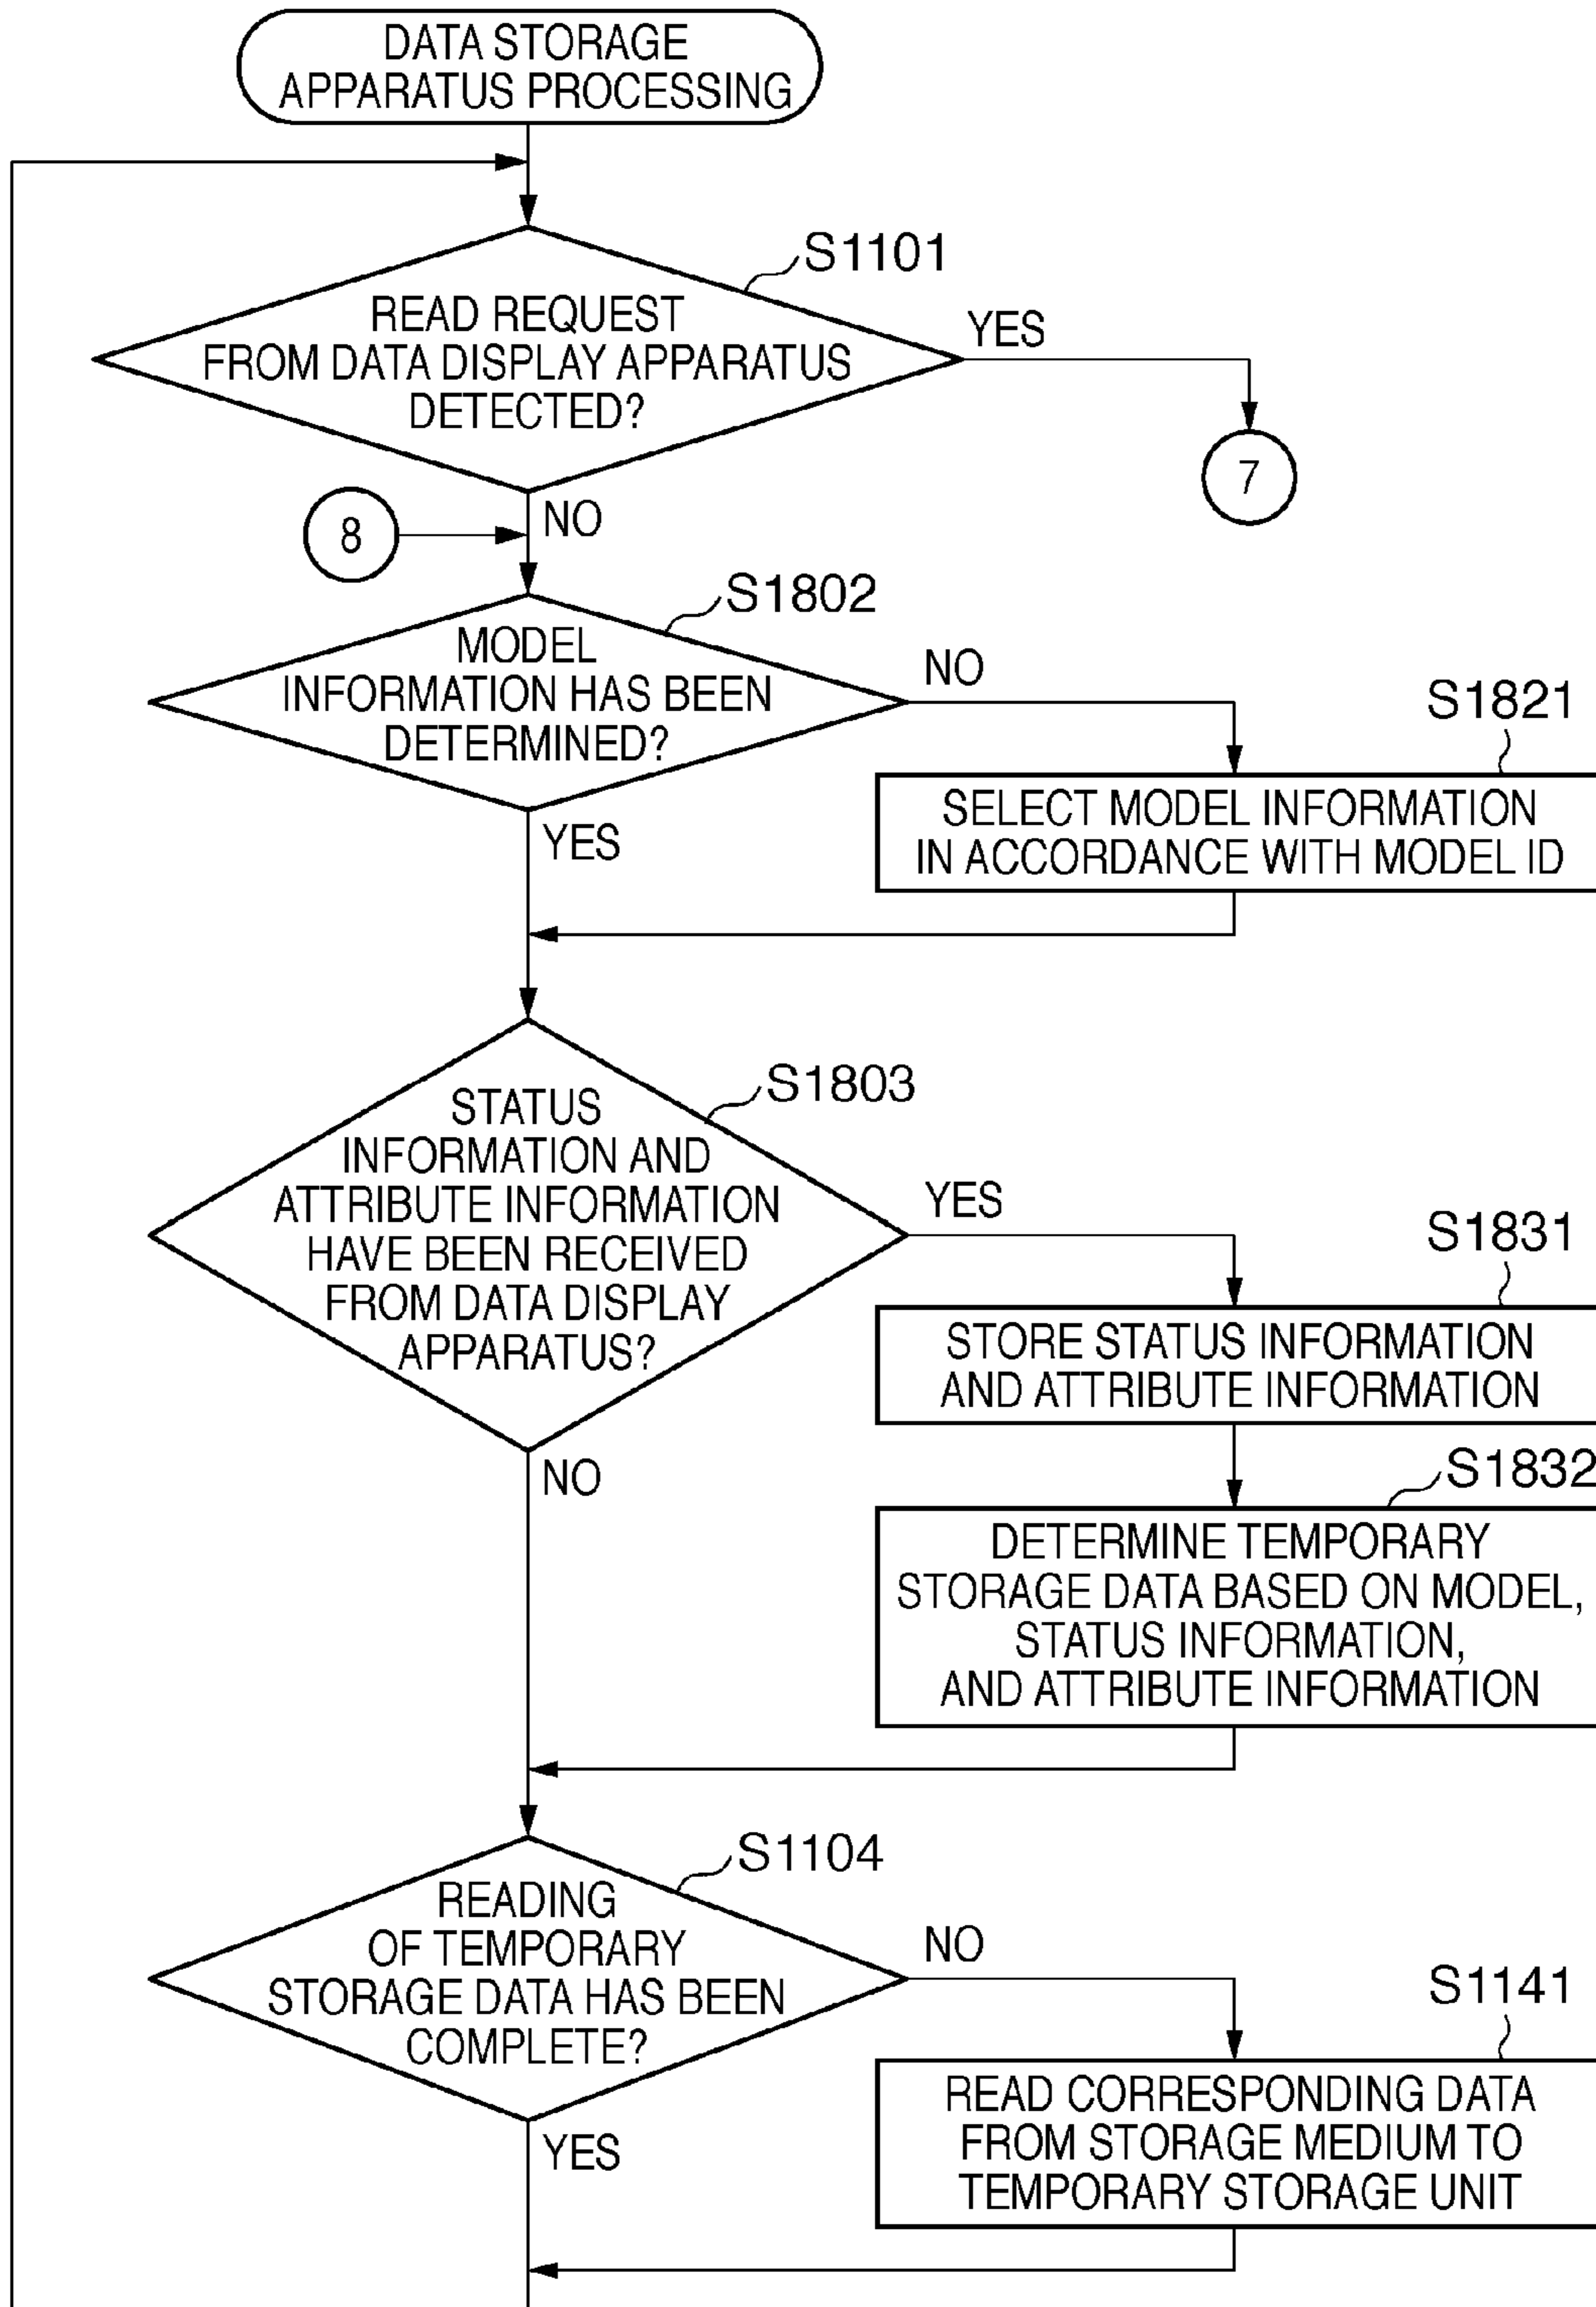 DATA STORAGE
APPARATUS PROCESSING
S1101
READ REQUEST
FROM DATA DISPLAY APPARATUS
DETECTED?
YES
7
NO
8
S1802
MODEL
INFORMATION HAS BEEN
DETERMINED?
NO
S1821
SELECT MODEL INFORMATION
IN ACCORDANCE WITH MODEL ID
YES
S1803
STATUS
INFORMATION AND
ATTRIBUTE INFORMATION
HAVE BEEN RECEIVED
FROM DATA DISPLAY
APPARATUS?
YES
S1831
STORE STATUS INFORMATION
AND ATTRIBUTE INFORMATION
NO
S1832
DETERMINE TEMPORARY
STORAGE DATA BASED ON MODEL,
STATUS INFORMATION,
AND ATTRIBUTE INFORMATION
S1104
READING
OF TEMPORARY
STORAGE DATA HAS BEEN
COMPLETE?
NO
S1141
READ CORRESPONDING DATA
FROM STORAGE MEDIUM TO
TEMPORARY STORAGE UNIT
YES